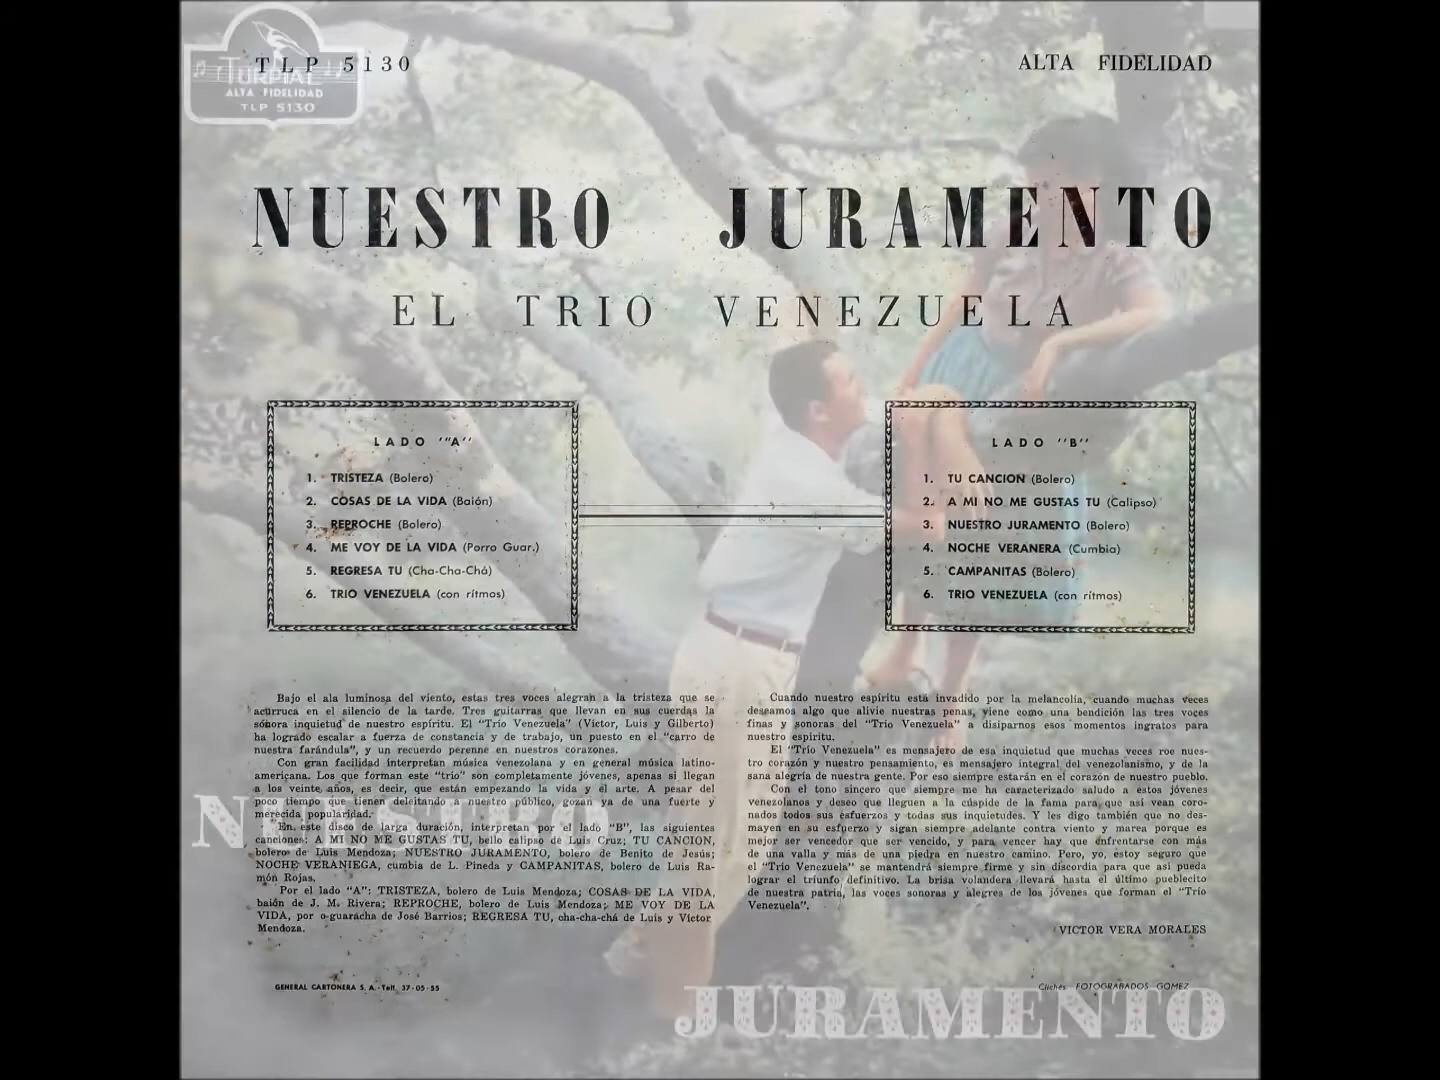 TURPIAL
ALTA FIDELIDAD
TLP 5130
TLP 5130
ALTA FIDELIDAD
NUESTRO JURAMENTO
EL TRIO VENEZUELA
LADO ''A''
1. TRISTEZA (Bolero)
2. COSAS DE LA VIDA (Baión)
3. REPROCHE (Bolero)
4. ME VOY DE LA VIDA (Porro Guar.)
5. REGRESA TU (Cha-Cha-Chá)
6. TRIO VENEZUELA (con rítmos)
LADO ''B''
1. TU CANCION (Bolero)
2. A MI NO ME GUSTAS TU (Calipso)
3. NUESTRO JURAMENTO (Bolero)
4. NOCHE VERANERA (Cumbia)
5. CAMPANITAS (Bolero)
6. TRIO VENEZUELA (con rítmos)
Bajo el ala luminosa del viento, estas tres voces alegran a la tristeza que se
acurruca en el silencio de la tarde. Tres guitarras que llevan en sus cuerdas la
sonora inquietud de nuestro espíritu. El "Trío Venezuela" (Víctor, Luis y Gilberto)
ha logrado escalar a fuerza de constancia y de trabajo, un puesto en el "carro de
nuestra farándula", y un recuerdo perenne en nuestros corazones.
Con gran facilidad interpretan música venezolana y en general música latino-
americana. Los que forman este "trío" son completamente jóvenes, apenas si llegan
a los veinte años, es decir, que están empezando la vida y el arte. A pesar del
poco tiempo que tienen deleitando a nuestro público, gozan ya de una fuerte y
merecida popularidad.
En este disco de larga duración, interpretan por el lado "B", las siguientes
canciones: A MI NO ME GUSTAS TU, bello calipso de Luis Cruz; TU CANCION,
bolero de Luis Mendoza; NUESTRO JURAMENTO, bolero de Benito de Jesús;
NOCHE VERANIEGA, cumbia de L. Pineda y CAMPANITAS, bolero de Luis Ra-
món Rojas.
Por el lado "A": TRISTEZA, bolero de Luis Mendoza; COSAS DE LA VIDA,
baión de J. M. Rivera; REPROCHE, bolero de Luis Mendoza; ME VOY DE LA
VIDA, por o-guaracha de José Barrios; REGRESA TU, cha-cha-chá de Luis y Víctor
Mendoza.
Cuando nuestro espíritu está invadido por la melancolía, cuando muchas veces
deseamos algo que alivie nuestras penas, viene como una bendición las tres voces
finas y sonoras del "Trío Venezuela" a disiparnos esos momentos ingratos para
nuestro espíritu.
El "Trío Venezuela" es mensajero de esa inquietud que muchas veces roe nues-
tro corazón y nuestro pensamiento, es mensajero integral del venezolanismo, y de la
sana alegría de nuestra gente. Por eso siempre estarán en el corazón de nuestro pueblo.
Con el tono sincero que siempre me ha caracterizado saludo a estos jóvenes
venezolanos y deseo que lleguen a la cúspide de la fama para que así vean coro-
nados todos sus esfuerzos y todas sus inquietudes. Y les digo también que no des-
mayen en su esfuerzo y sigan siempre adelante contra viento y marea porque es
mejor ser vencedor que ser vencido, y para vencer hay que enfrentarse con más
de una valla y más de una piedra en nuestro camino. Pero, yo, estoy seguro que
el "Trío Venezuela" se mantendrá siempre firme y sin discordia para que así pueda
lograr el triunfo definitivo. La brisa volandera llevará hasta el último pueblecito
de nuestra patria, las voces sonoras y alegres de los jóvenes que forman el "Trío
Venezuela".
VICTOR VERA MORALES
NUESTRO
GENERAL CARTONERA S. A. - Telf. 37-05-55
Clichés FOTOGRABADOS GOMEZ
JURAMENTO